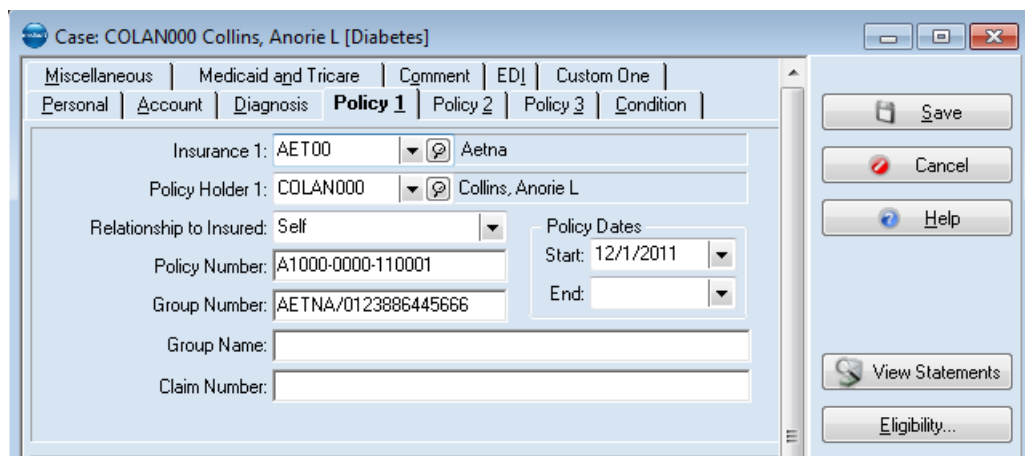 Case: COLAN000 Collins, Anorie L [Diabetes]
Miscellaneous Medicaid and Tricare Comment EDI Custom One
Personal Account Diagnosis Policy 1 Policy 2 Policy 3 Condition
Insurance 1: AET00 Aetna
Policy Holder 1: COLAN000 Collins, Anorie L
Relationship to Insured: Self
Policy Number: A1000-0000-110001
Group Number: AETNA/0123886445666
Group Name:
Claim Number:
Policy Dates
Start: 12/1/2011
End:
Save
Cancel
Help
View Statements
Eligibility...